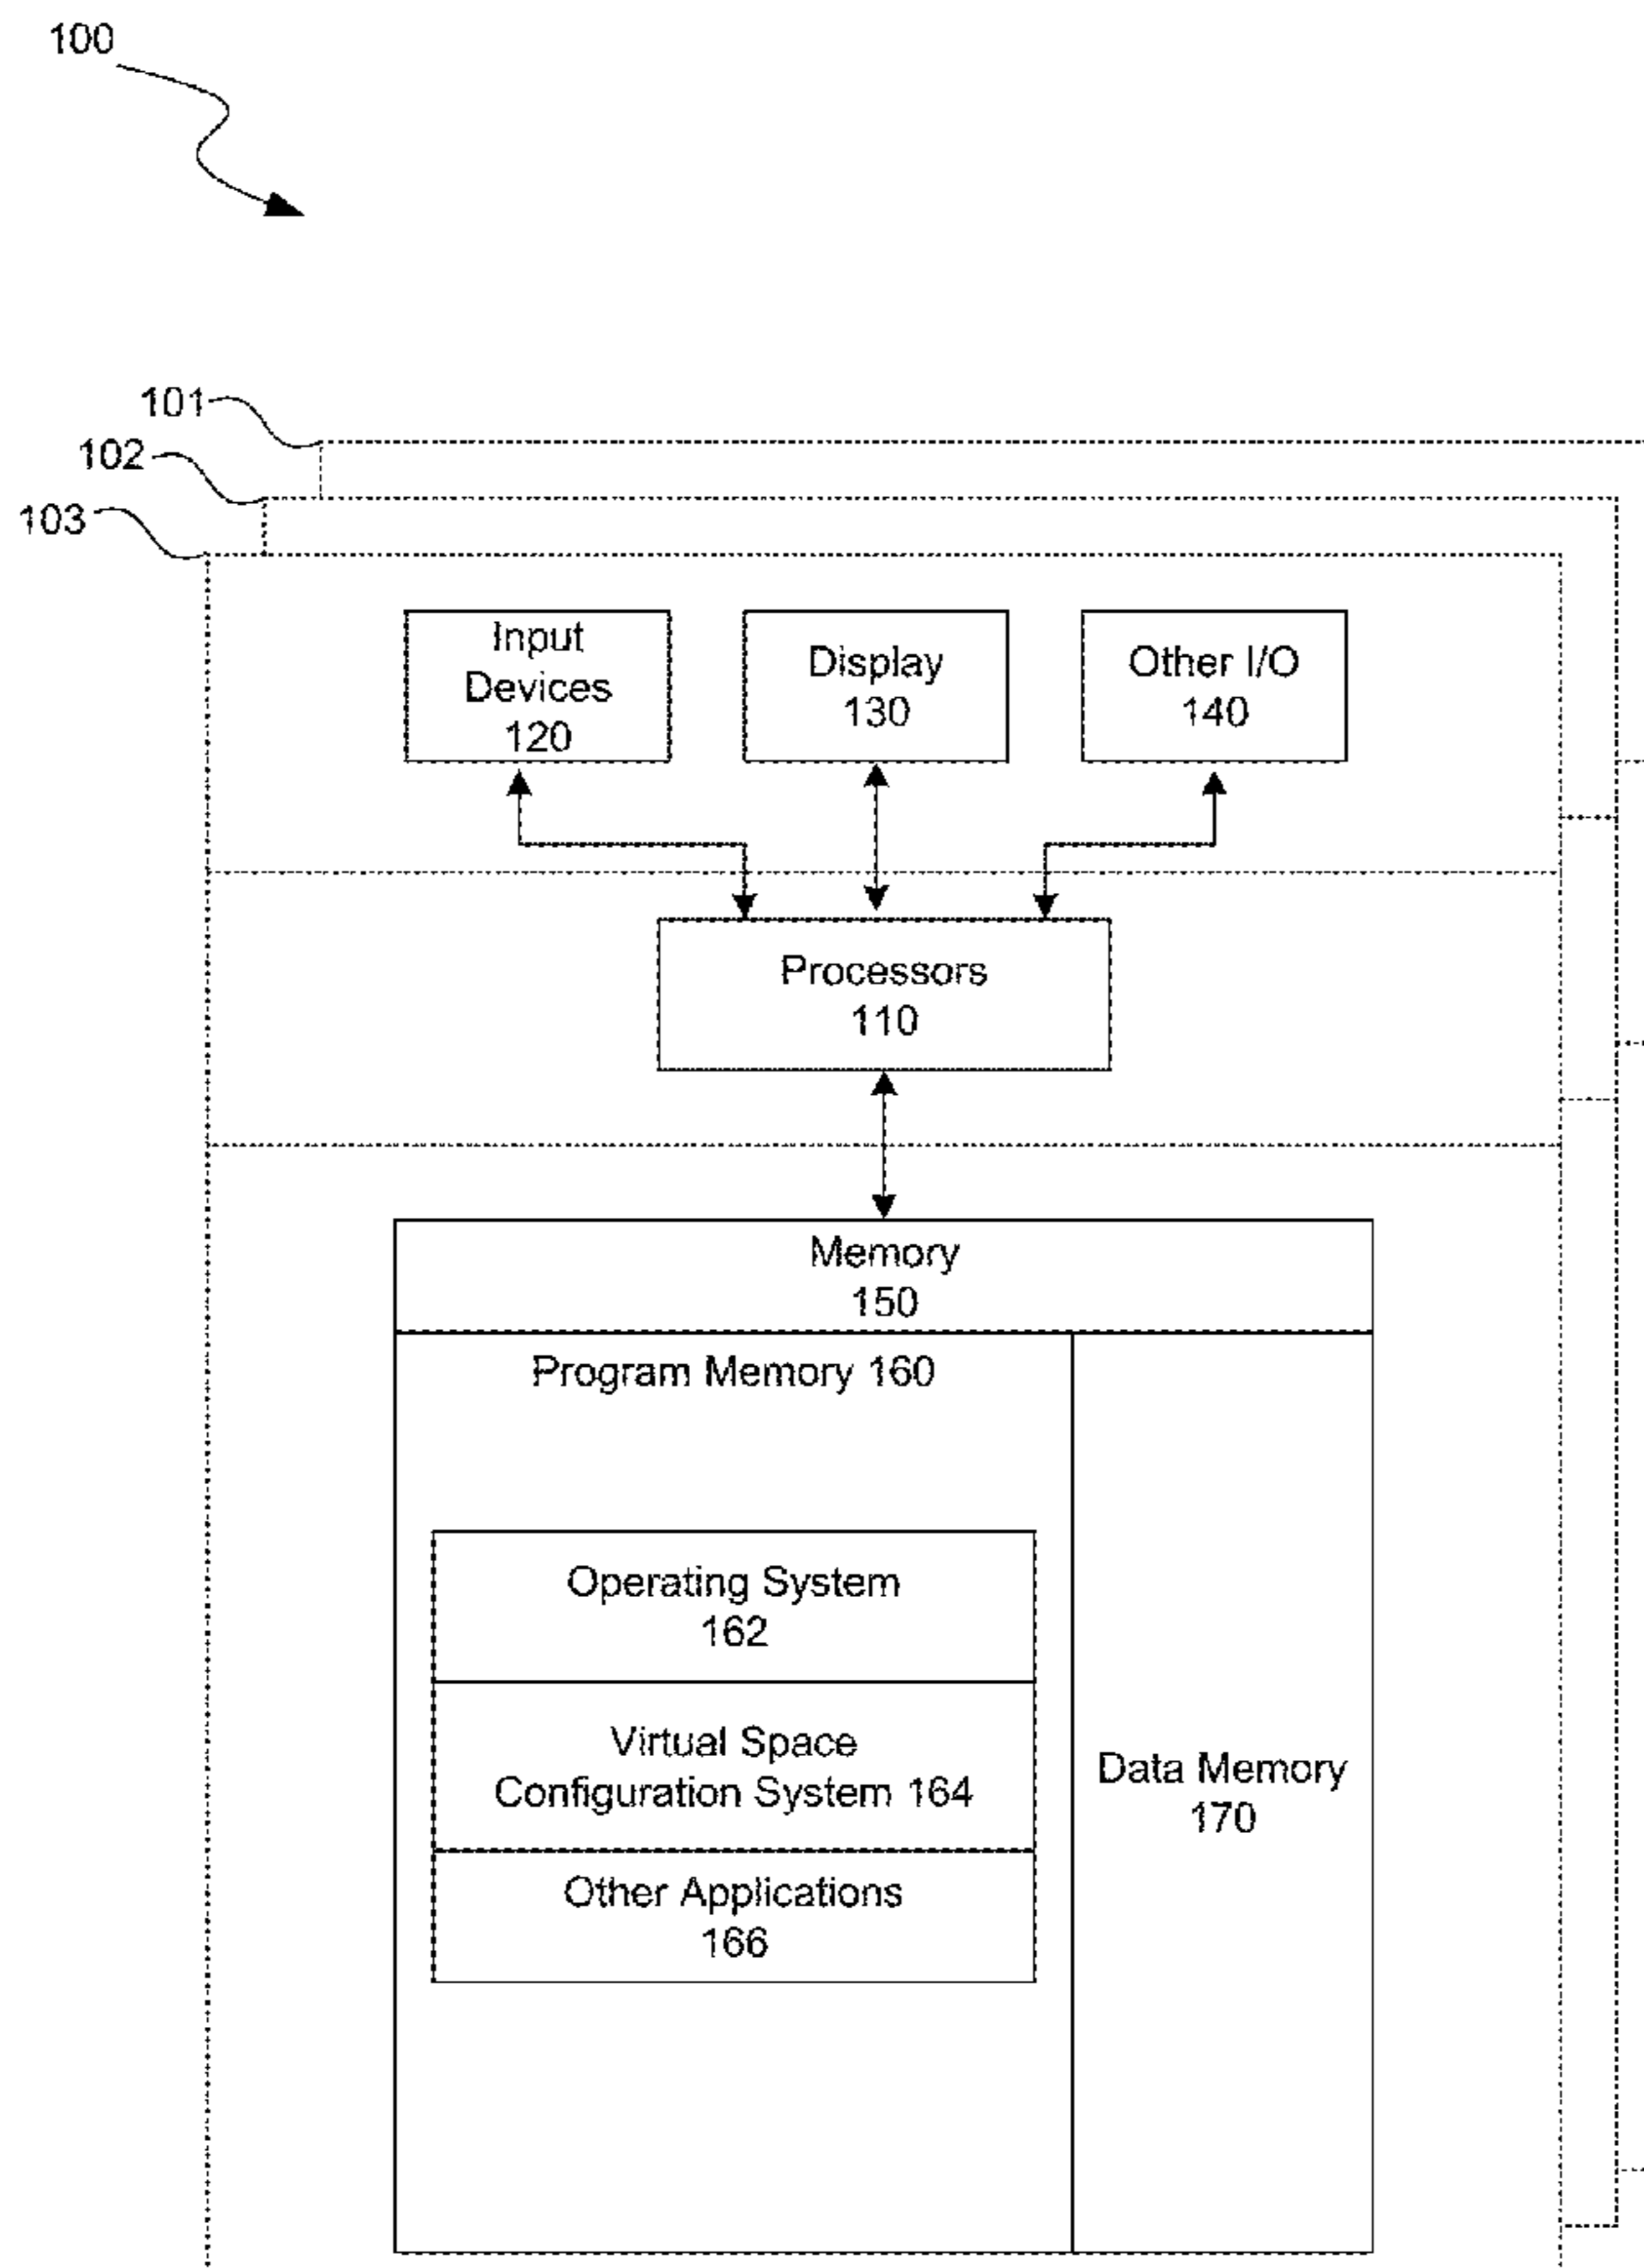 100
101
102
103
Input
Devices
120
Display
130
Other I/O
140
Processors
110
Memory
150
Program Memory 160
Operating System
162
Virtual Space
Configuration System 164
Other Applications
166
Data Memory
170